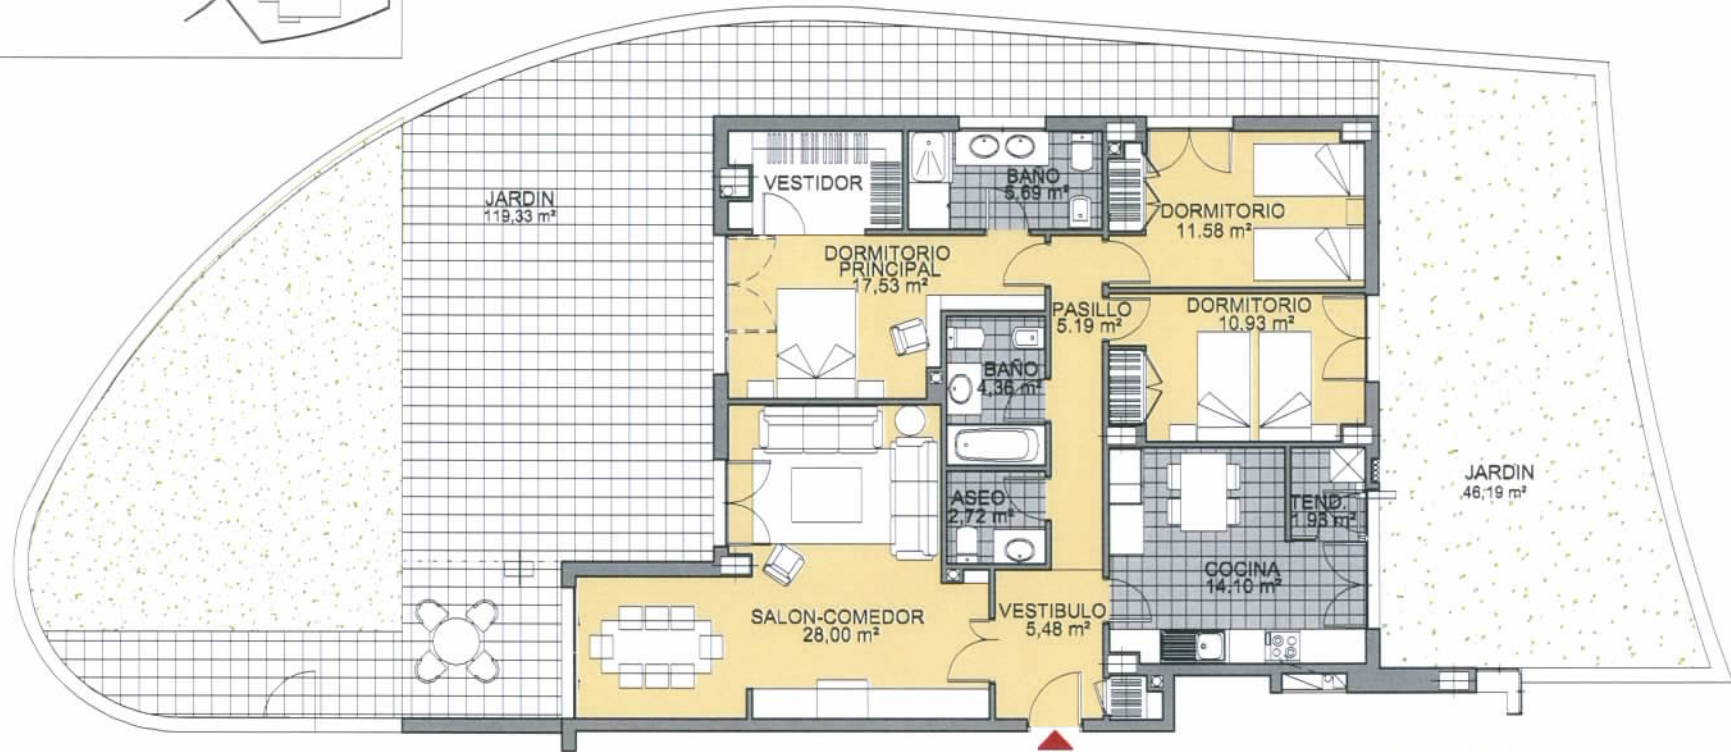 JARDIN
119,33 m²
VESTIDOR
BAÑO
5,69 m²
DORMITORIO
11.58 m²
DORMITORIO
PRINCIPAL
17,53 m²
PASILLO
5.19 m²
DORMITORIO
10.93 m²
BAÑO
4,36 m²
ASEO
2,72 m²
TEND.
1.93 m²
JARDIN
46,19 m²
COCINA
14.10 m²
SALON-COMEDOR
28,00 m²
VESTIBULO
5,48 m²